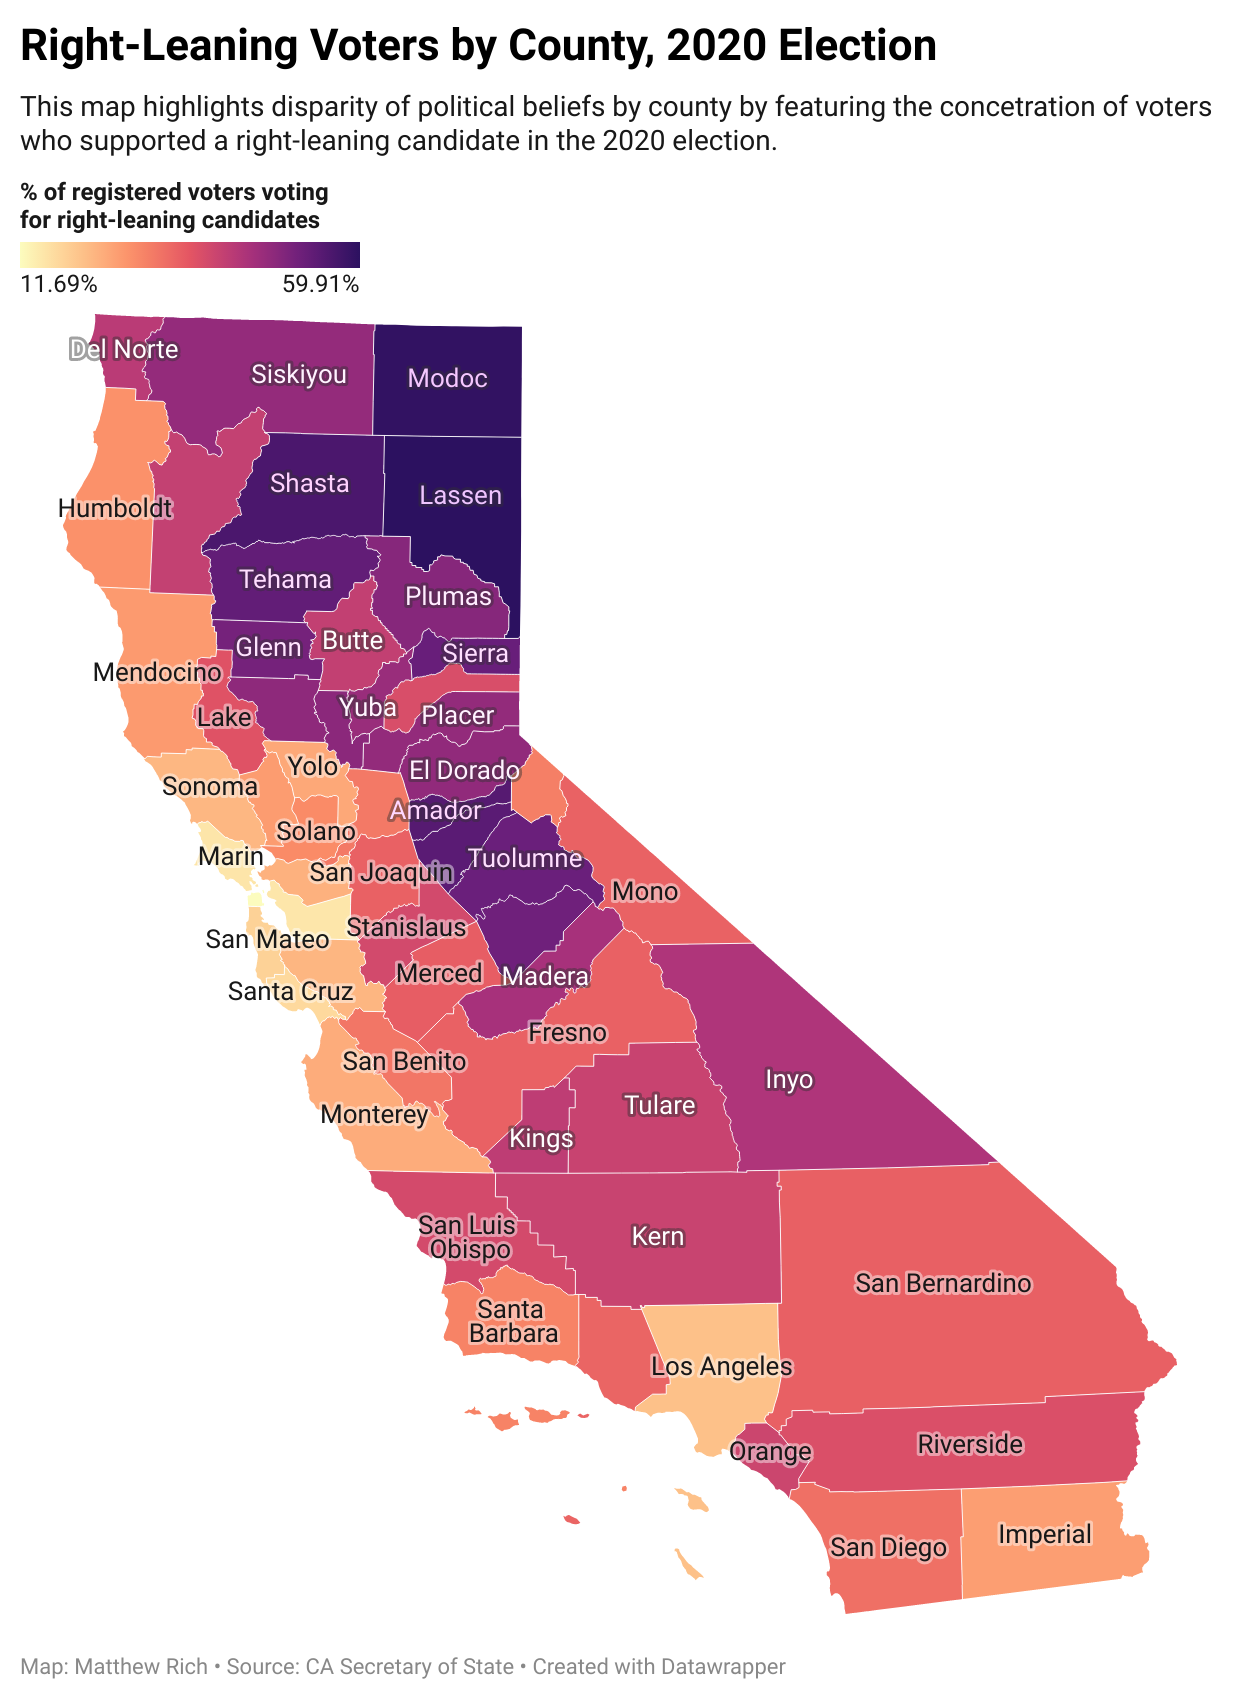 Right-Leaning Voters by County, 2020 Election
This map highlights disparity of political beliefs by county by featuring the concetration of voters
who supported a right-leaning candidate in the 2020 election.
% of registered voters voting
for right-leaning candidates
11.69% 59.91%
Del Norte
Siskiyou
Modoc
Shasta
Lassen
Humboldt
Tehama
Plumas
Glenn
Butte
Sierra
Mendocino
Lake
Yuba
Placer
Yolo
El Dorado
Sonoma
Amador
Solano
Marin
San Joaquin
Tuolumne
Mono
Stanislaus
San Mateo
Merced
Madera
Santa Cruz
Fresno
San Benito
Inyo
Monterey
Tulare
Kings
San Luis
Obispo
Kern
San Bernardino
Santa
Barbara
Los Angeles
Orange
Riverside
San Diego
Imperial
Map: Matthew Rich • Source: CA Secretary of State • Created with Datawrapper